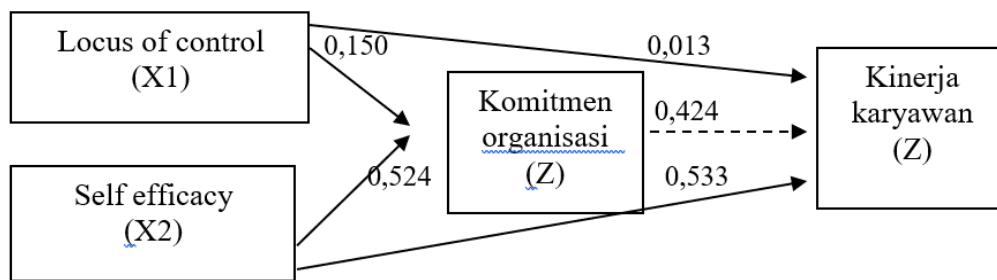 Locus of control
(X1)
0,150
0,013
Kinerja
karyawan
(Z)
Komitmen
organisasi
(Z)
0,424
Self efficacy
(X2)
0,524
0,533